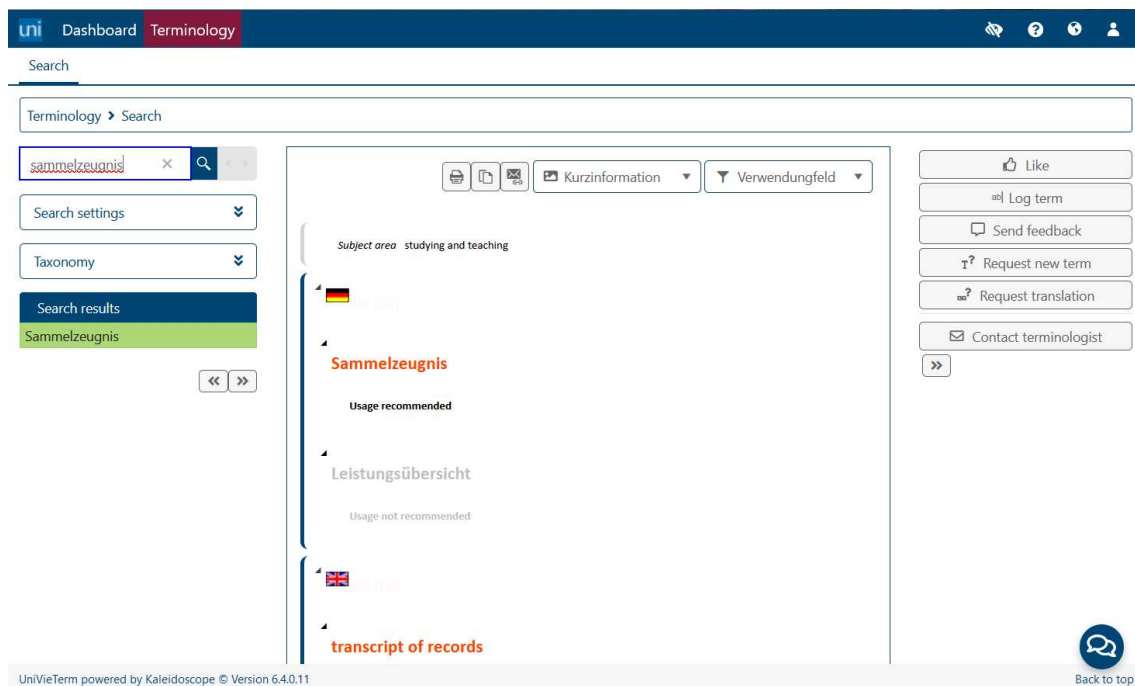 uni Dashboard Terminology
Search
Terminology > Search
sammelzeugnis
Search settings
Taxonomy
Search results
Sammelzeugnis
Kurzinformation
Verwendungfeld
Subject area studying and teaching
Sammelzeugnis
Usage recommended
Leistungsübersicht
Usage not recommended
transcript of records
Like
ab Log term
Send feedback
T? Request new term
Request translation
Contact terminologist
UniVieTerm powered by Kaleidoscope © Version 6.4.0.11
Back to top